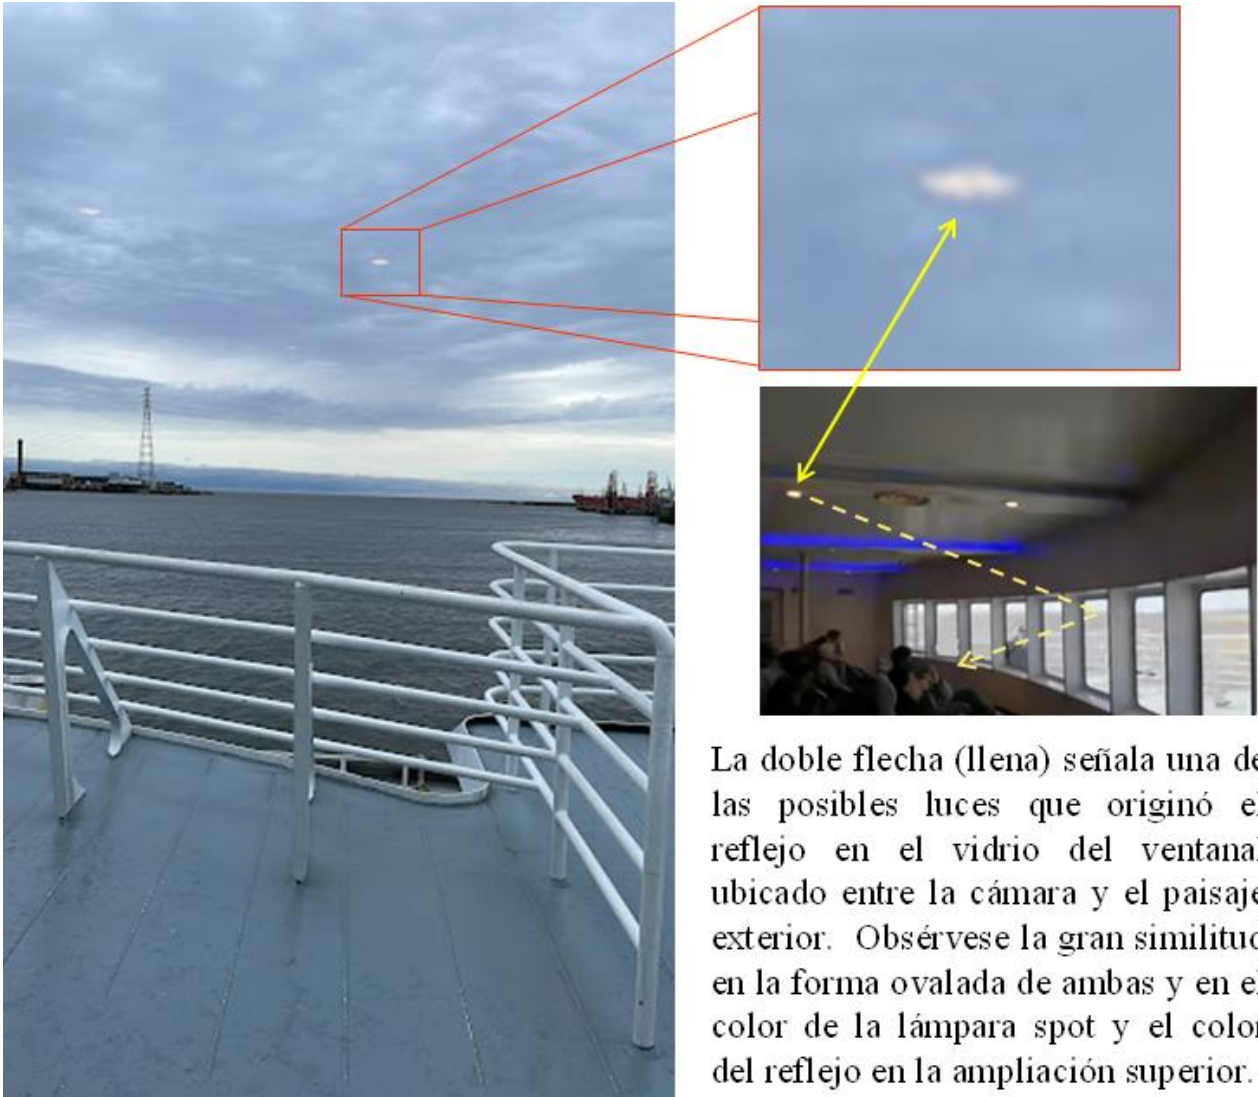 La doble flecha (llena) señala una de
las posibles luces que originó el
reflejo en el vidrio del ventanal
ubicado entre la cámara y el paisaje
exterior. Obsérvese la gran similitud
en la forma ovalada de ambas y en el
color de la lámpara spot y el color
del reflejo en la ampliación superior.